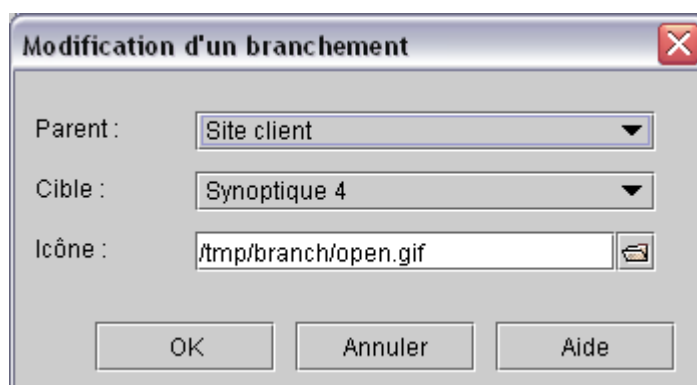 Modification d'un branchement
Parent : Site client
Cible : Synoptique 4
Icône : /tmp/branch/open.gif
OK Annuler Aide